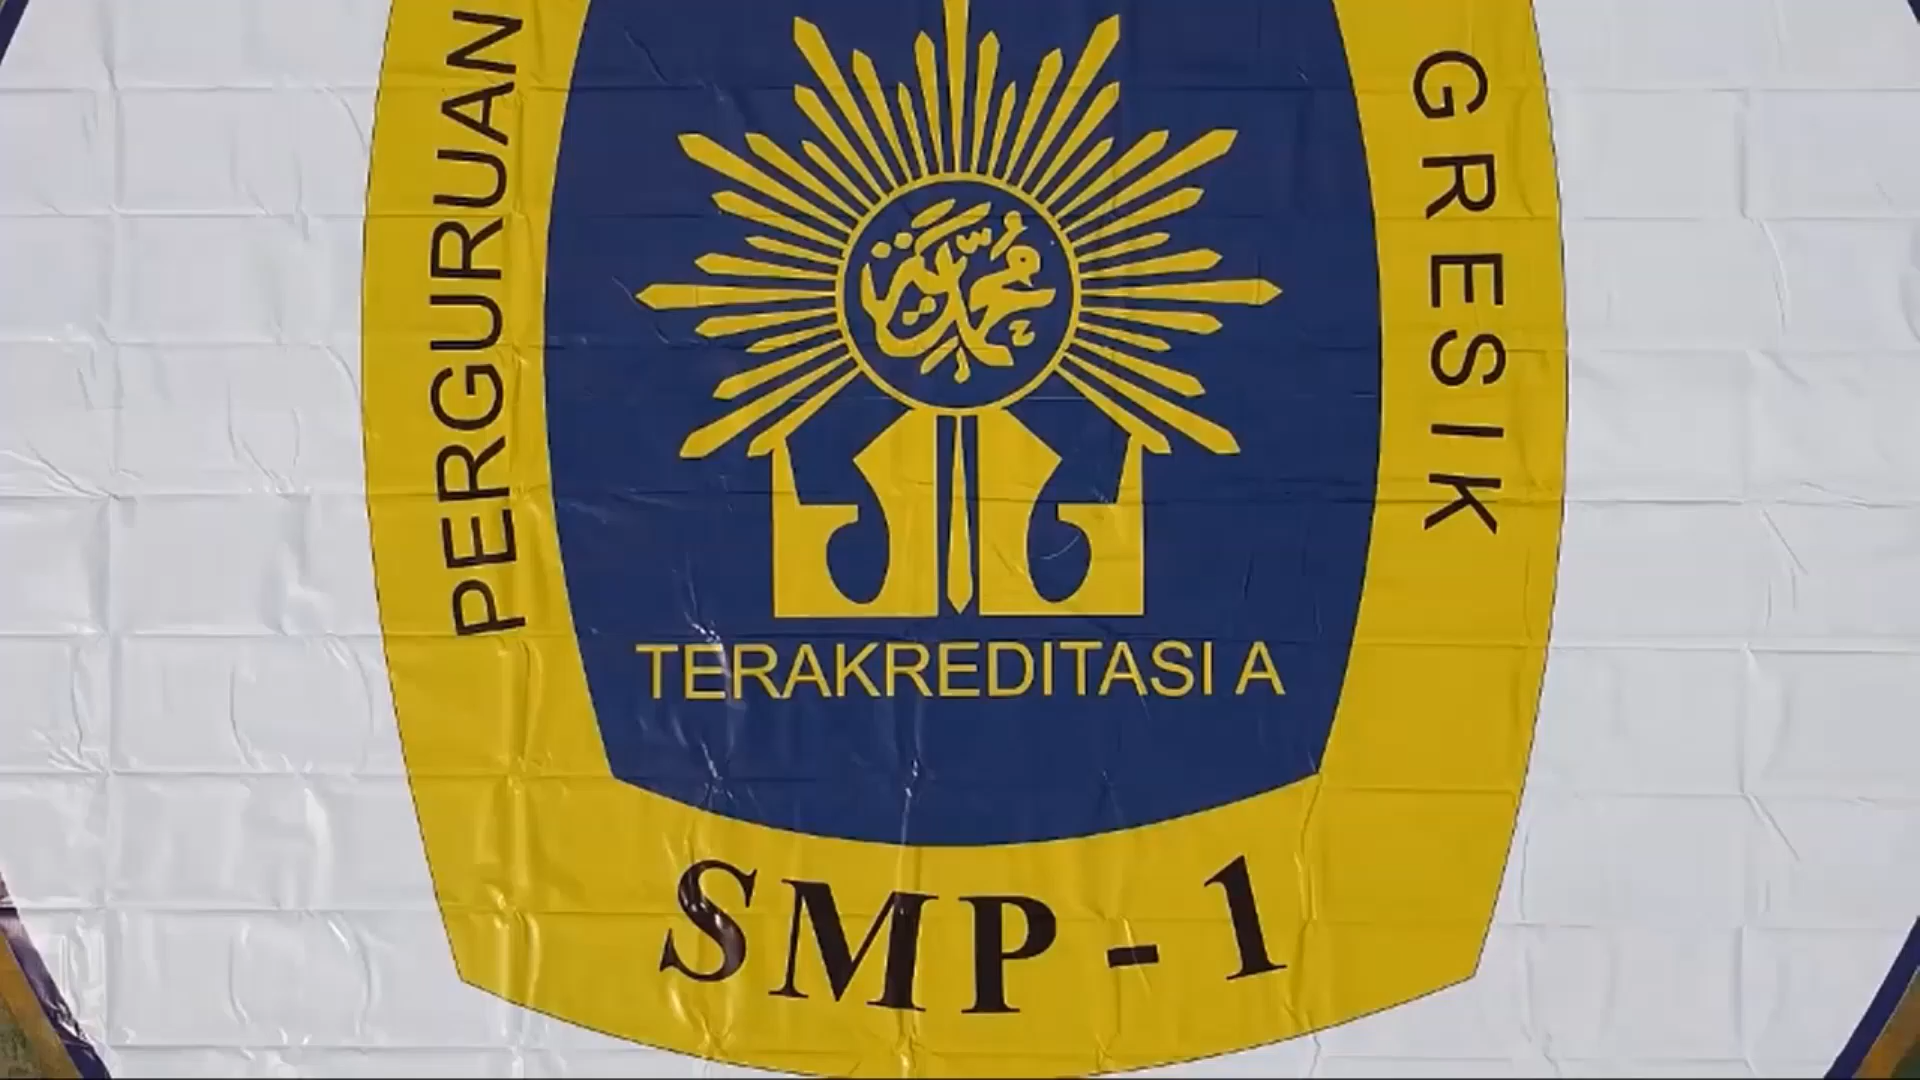 PERGURUAN
GRESIK
محمدية
TERAKREDITASI A
SMP - 1